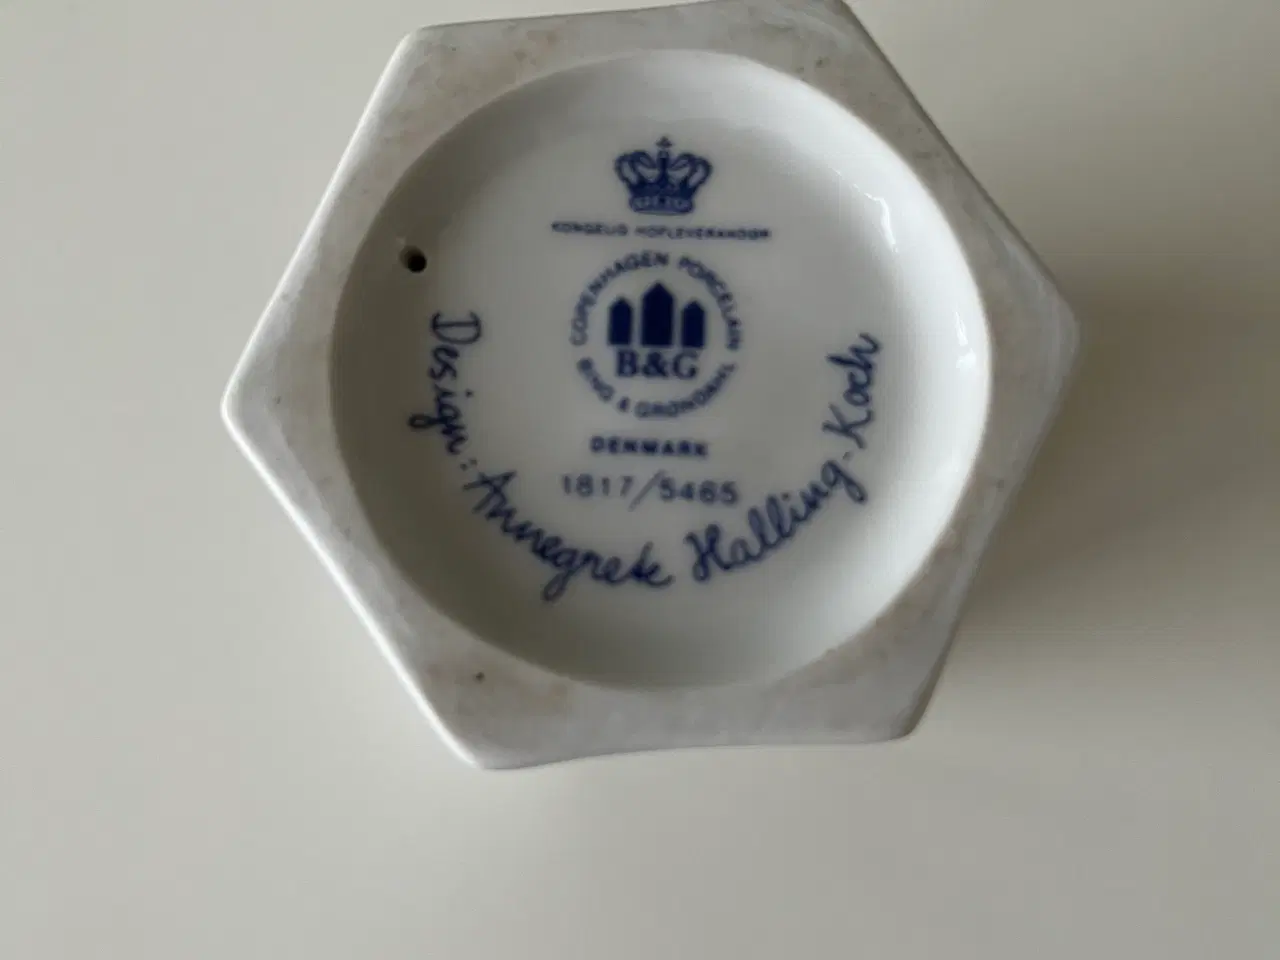 KONGELIG HOFLEVERANDØR
COPENHAGEN PORCELAIN
B&G
BING & GRØNDAHL
DENMARK
1817/5465
Design: Annegrete Halling-Koch